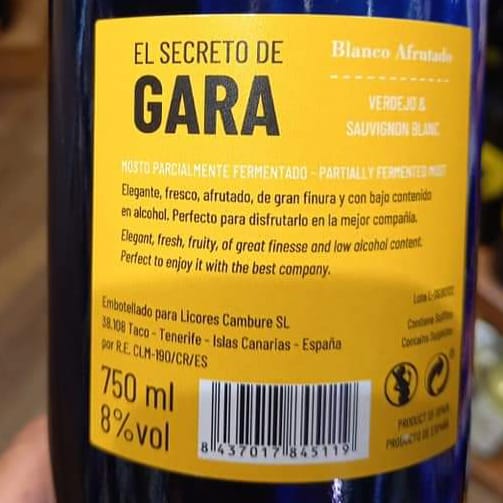 EL SECRETO DE
GARA
Blanco Afrutado
VERDEJO &
SAUVIGNON BLANC
MOSTO PARCIALMENTE FERMENTADO - PARTIALLY FERMENTED MUST
Elegante, fresco, afrutado, de gran finura y con bajo contenido
en alcohol. Perfecto para disfrutarlo en la mejor compañía.
Elegant, fresh, fruity, of great finesse and low alcohol content.
Perfect to enjoy it with the best company.
Embotellado para Licores Cambure SL
38.108 Taco - Tenerife - Islas Canarias - España
por R.E. CLM-190/CR/ES
Lote
Contiene Sulfitos
Contains Sulphites
750 ml
8%vol
8 437017 845119
PRODUCT OF SPAIN
PRODUCTO DE ESPAÑA